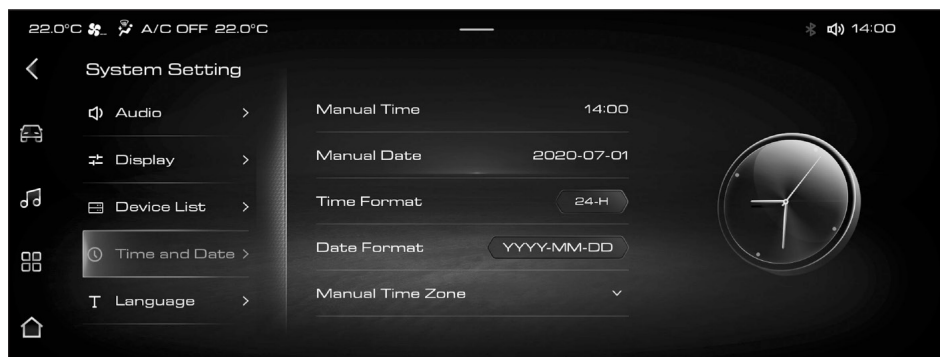 22.0°C A/C OFF 22.0°C 14:00
System Setting
Audio
Display
Device List
Time and Date
Language
Manual Time 14:00
Manual Date 2020-07-01
Time Format 24-H
Date Format YYYY-MM-DD
Manual Time Zone